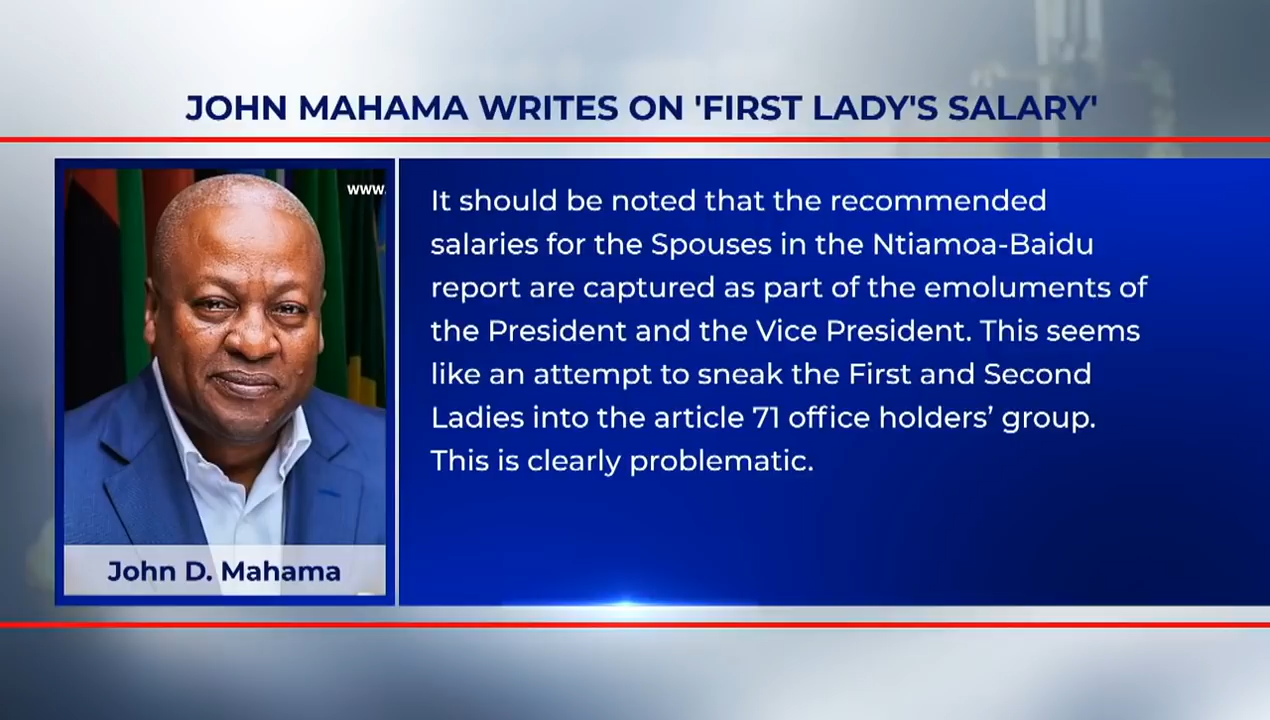 JOHN MAHAMA WRITES ON 'FIRST LADY'S SALARY'
www.
It should be noted that the recommended
salaries for the Spouses in the Ntiamoa-Baidu
report are captured as part of the emoluments of
the President and the Vice President. This seems
like an attempt to sneak the First and Second
Ladies into the article 71 office holders’ group.
This is clearly problematic.
John D. Mahama